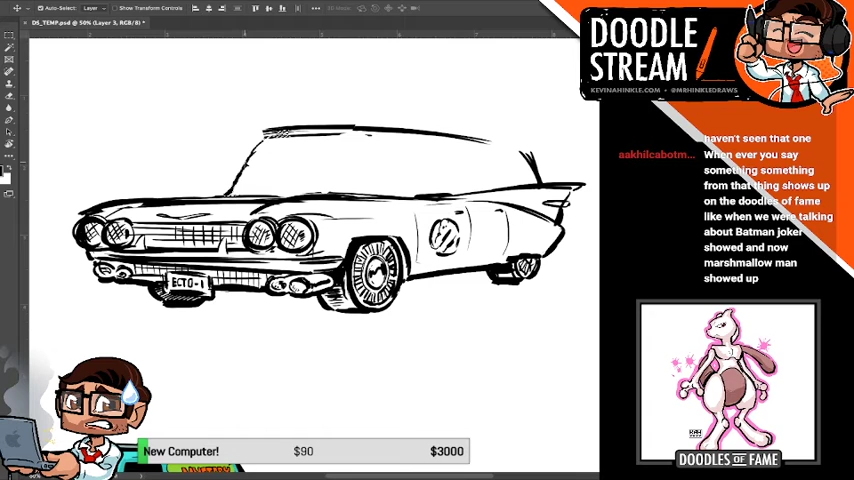 Auto-Select:
Layer
Show Transform Controls
DS_TEMP.psd @ 50% (Layer 3, RGB/8) *
DOODLE
STREAM
KEVINAHINKLE.COM • @MRHINKLEDRAWS
haven't seen that one
aakhilcabotm...
When ever you say
something something
from that thing shows up
on the doodles of fame
like when we were talking
about Batman joker
showed and now
marshmallow man
showed up
ECTO-1
New Computer!
$90
$3000
DOODLES OF FAME